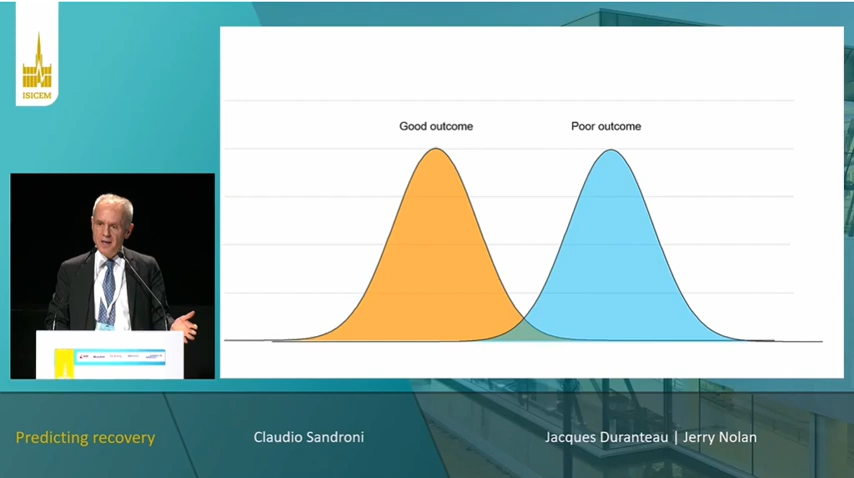 ISICEM
Good outcome
Poor outcome
Predicting recovery
Claudio Sandroni
Jacques Duranteau | Jerry Nolan